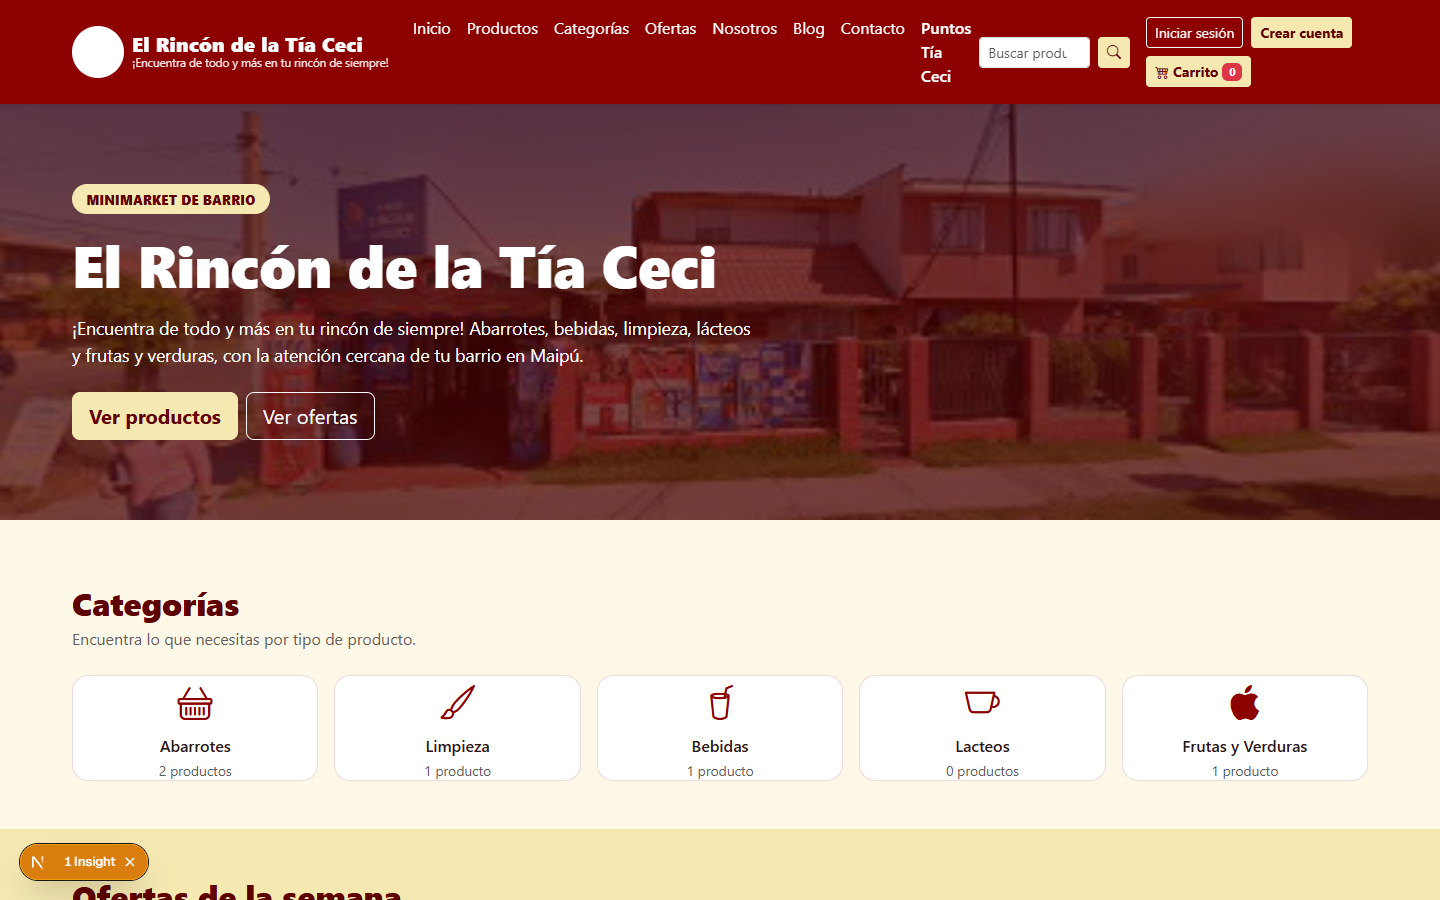 El Rincón de la Tía Ceci
¡Encuentra de todo y más en tu rincón de siempre!
Inicio
Productos
Categorías
Ofertas
Nosotros
Blog
Contacto
Puntos
Tía
Ceci
Buscar produ
Iniciar sesión
Crear cuenta
Carrito 0
MINIMARKET DE BARRIO
El Rincón de la Tía Ceci
¡Encuentra de todo y más en tu rincón de siempre! Abarrotes, bebidas, limpieza, lácteos
y frutas y verduras, con la atención cercana de tu barrio en Maipú.
Ver productos
Ver ofertas
Categorías
Encuentra lo que necesitas por tipo de producto.
Abarrotes
2 productos
Limpieza
1 producto
Bebidas
1 producto
Lacteos
0 productos
Frutas y Verduras
1 producto
N 1 Insight
Ofertas de la semana